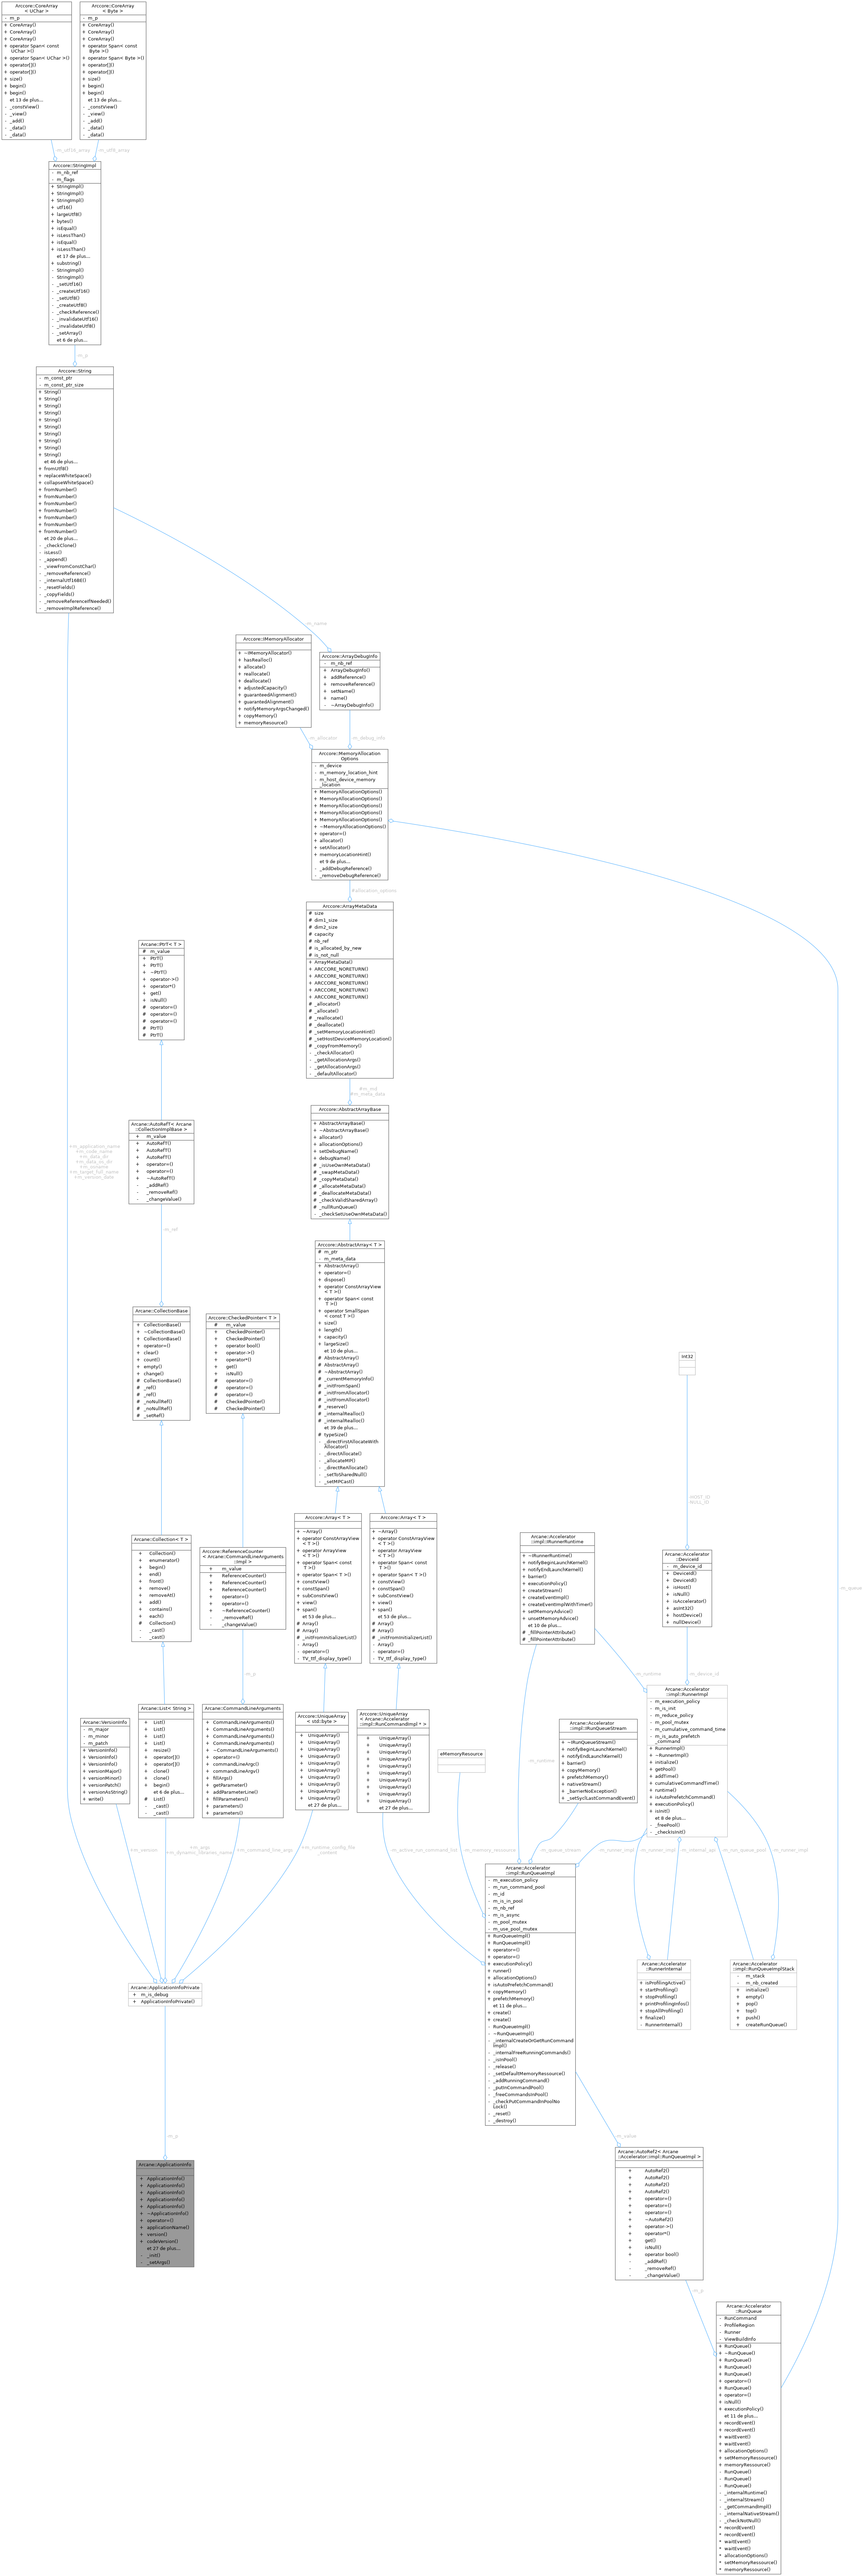 Arccore::CoreArray
< UChar >
- m_p
+ CoreArray()
+ CoreArray()
+ CoreArray()
+ operator Span< const
UChar >()
+ operator Span< UChar >()
+ operator[]()
+ operator[]()
+ size()
+ begin()
+ begin()
et 13 de plus...
- _constView()
- _view()
- _add()
- _data()
- _data()
Arccore::CoreArray
< Byte >
- m_p
+ CoreArray()
+ CoreArray()
+ CoreArray()
+ operator Span< const
Byte >()
+ operator Span< Byte >()
+ operator[]()
+ operator[]()
+ size()
+ begin()
+ begin()
et 13 de plus...
- _constView()
- _view()
- _add()
- _data()
- _data()
-m_utf16_array
-m_utf8_array
Arccore::StringImpl
- m_nb_ref
- m_flags
+ StringImpl()
+ StringImpl()
+ StringImpl()
+ utf16()
+ largeUtf8()
+ bytes()
+ isEqual()
+ isLessThan()
+ isEqual()
+ isLessThan()
et 17 de plus...
+ substring()
- StringImpl()
- StringImpl()
- _setUtf16()
- _createUtf16()
- _setUtf8()
- _createUtf8()
- _checkReference()
- _invalidateUtf16()
- _invalidateUtf8()
- _setArray()
et 6 de plus...
-m_p
Arccore::String
- m_const_ptr
- m_const_ptr_size
+ String()
+ String()
+ String()
+ String()
+ String()
+ String()
+ String()
+ String()
+ String()
+ String()
et 46 de plus...
+ fromUtf8()
+ replaceWhiteSpace()
+ collapseWhiteSpace()
+ fromNumber()
+ fromNumber()
+ fromNumber()
+ fromNumber()
+ fromNumber()
+ fromNumber()
+ fromNumber()
et 20 de plus...
- _checkClone()
- isLess()
- _append()
- _viewFromConstChar()
- _removeReference()
- _internalUtf16BE()
- _resetFields()
- _copyFields()
- _removeReferenceIfNeeded()
- _removeImplReference()
-m_name
Arccore::IMemoryAllocator
+ ~IMemoryAllocator()
+ hasRealloc()
+ allocate()
+ reallocate()
+ deallocate()
+ adjustedCapacity()
+ guaranteedAlignment()
+ guarantedAlignment()
+ notifyMemoryArgsChanged()
+ copyMemory()
+ memoryResource()
Arccore::ArrayDebugInfo
- m_nb_ref
+ ArrayDebugInfo()
+ addReference()
+ removeReference()
+ setName()
+ name()
- ~ArrayDebugInfo()
-m_allocator
-m_debug_info
Arccore::MemoryAllocation
Options
- m_device
- m_memory_location_hint
- m_host_device_memory
_location
+ MemoryAllocationOptions()
+ MemoryAllocationOptions()
+ MemoryAllocationOptions()
+ MemoryAllocationOptions()
+ MemoryAllocationOptions()
+ ~MemoryAllocationOptions()
+ operator=()
+ allocator()
+ setAllocator()
+ memoryLocationHint()
et 9 de plus...
- _addDebugReference()
- _removeDebugReference()
#allocation_options
Arccore::ArrayMetaData
# size
# dim1_size
# dim2_size
# capacity
# nb_ref
# is_allocated_by_new
# is_not_null
+ ArrayMetaData()
+ ARCCORE_NORETURN()
+ ARCCORE_NORETURN()
+ ARCCORE_NORETURN()
+ ARCCORE_NORETURN()
+ ARCCORE_NORETURN()
# _allocator()
# _allocate()
# _reallocate()
# _deallocate()
# _setMemoryLocationHint()
# _setHostDeviceMemoryLocation()
# _copyFromMemory()
- _checkAllocator()
- _getAllocationArgs()
- _getAllocationArgs()
- _defaultAllocator()
#m_md
#m_meta_data
Arccore::AbstractArrayBase
+ AbstractArrayBase()
+ ~AbstractArrayBase()
+ allocator()
+ allocationOptions()
+ setDebugName()
+ debugName()
# _isUseOwnMetaData()
# _swapMetaData()
# _copyMetaData()
# _allocateMetaData()
# _deallocateMetaData()
# _checkValidSharedArray()
# _nullRunQueue()
- _checkSetUseOwnMetaData()
Arccore::AbstractArray< T >
# m_ptr
- m_meta_data
+ AbstractArray()
+ operator=()
+ dispose()
+ operator ConstArrayView
< T >()
+ operator Span< const
T >()
+ operator SmallSpan
< const T >()
+ size()
+ length()
+ capacity()
+ largeSize()
et 10 de plus...
# AbstractArray()
# AbstractArray()
# ~AbstractArray()
# _currentMemoryInfo()
# _initFromSpan()
# _initFromAllocator()
# _initFromAllocator()
# _reserve()
# _internalRealloc()
# _internalRealloc()
et 39 de plus...
# typeSize()
- _directFirstAllocateWith
Allocator()
- _directAllocate()
- _allocateMP()
- _directReAllocate()
- _setToSharedNull()
- _setMPCast()
Arcane::PtrT< T >
# m_value
+ PtrT()
+ PtrT()
+ ~PtrT()
+ operator->()
+ operator*()
+ get()
+ isNull()
# operator=()
# operator=()
# operator=()
# PtrT()
# PtrT()
Arcane::AutoRefT< Arcane
::CollectionImplBase >
+ m_value
+ AutoRefT()
+ AutoRefT()
+ AutoRefT()
+ operator=()
+ operator=()
+ ~AutoRefT()
- _addRef()
- _removeRef()
- _changeValue()
+m_application_name
+m_code_name
+m_data_dir
+m_data_os_dir
+m_osname
+m_target_full_name
+m_version_date
-m_ref
Arcane::CollectionBase
+ CollectionBase()
+ ~CollectionBase()
+ CollectionBase()
+ operator=()
+ clear()
+ count()
+ empty()
+ change()
# CollectionBase()
# _ref()
# _ref()
# _noNullRef()
# _noNullRef()
# _setRef()
Arccore::CheckedPointer< T >
# m_value
+ CheckedPointer()
+ CheckedPointer()
+ operator bool()
+ operator->()
+ operator*()
+ get()
+ isNull()
# operator=()
# operator=()
# operator=()
# CheckedPointer()
# CheckedPointer()
Int32
-HOST_ID
-NULL_ID
Arcane::Collection< T >
+ Collection()
+ enumerator()
+ begin()
+ end()
+ front()
+ remove()
+ removeAt()
+ add()
+ contains()
+ each()
# Collection()
- _cast()
- _cast()
Arccore::ReferenceCounter
< Arcane::CommandLineArguments
::Impl >
+ m_value
+ ReferenceCounter()
+ ReferenceCounter()
+ ReferenceCounter()
+ operator=()
+ operator=()
+ ~ReferenceCounter()
- _removeRef()
- _changeValue()
Arccore::Array< T >
+ ~Array()
+ operator ConstArrayView
< T >()
+ operator ArrayView
< T >()
+ operator Span< const
T >()
+ operator Span< T >()
+ constView()
+ constSpan()
+ subConstView()
+ view()
+ span()
et 53 de plus...
# Array()
# Array()
# _initFromInitializerList()
- Array()
- operator=()
- TV_ttf_display_type()
Arccore::Array< T >
+ ~Array()
+ operator ConstArrayView
< T >()
+ operator ArrayView
< T >()
+ operator Span< const
T >()
+ operator Span< T >()
+ constView()
+ constSpan()
+ subConstView()
+ view()
+ span()
et 53 de plus...
# Array()
# Array()
# _initFromInitializerList()
- Array()
- operator=()
- TV_ttf_display_type()
Arcane::Accelerator
::impl::IRunnerRuntime
+ ~IRunnerRuntime()
+ notifyBeginLaunchKernel()
+ notifyEndLaunchKernel()
+ barrier()
+ executionPolicy()
+ createStream()
+ createEventImpl()
+ createEventImplWithTimer()
+ setMemoryAdvice()
+ unsetMemoryAdvice()
et 10 de plus...
# _fillPointerAttribute()
# _fillPointerAttribute()
Arcane::Accelerator
::DeviceId
- m_device_id
+ DeviceId()
+ DeviceId()
+ isHost()
+ isNull()
+ isAccelerator()
+ asInt32()
+ hostDevice()
+ nullDevice()
-m_p
-m_runtime
-m_device_id
Arcane::VersionInfo
- m_major
- m_minor
- m_patch
+ VersionInfo()
+ VersionInfo()
+ VersionInfo()
+ versionMajor()
+ versionMinor()
+ versionPatch()
+ versionAsString()
+ write()
Arcane::List< String >
+ List()
+ List()
+ List()
+ List()
+ resize()
+ operator[]()
+ operator[]()
+ clone()
+ clone()
+ begin()
et 6 de plus...
# List()
- _cast()
- _cast()
Arcane::CommandLineArguments
+ CommandLineArguments()
+ CommandLineArguments()
+ CommandLineArguments()
+ CommandLineArguments()
+ ~CommandLineArguments()
+ operator=()
+ commandLineArgc()
+ commandLineArgv()
+ fillArgs()
+ getParameter()
+ addParameterLine()
+ fillParameters()
+ parameters()
+ parameters()
Arccore::UniqueArray
< std::byte >
+ UniqueArray()
+ UniqueArray()
+ UniqueArray()
+ UniqueArray()
+ UniqueArray()
+ UniqueArray()
+ UniqueArray()
+ UniqueArray()
+ UniqueArray()
+ UniqueArray()
et 27 de plus...
Arccore::UniqueArray
< Arcane::Accelerator
::impl::RunCommandImpl * >
+ UniqueArray()
+ UniqueArray()
+ UniqueArray()
+ UniqueArray()
+ UniqueArray()
+ UniqueArray()
+ UniqueArray()
+ UniqueArray()
+ UniqueArray()
+ UniqueArray()
et 27 de plus...
eMemoryResource
Arcane::Accelerator
::impl::IRunQueueStream
+ ~IRunQueueStream()
+ notifyBeginLaunchKernel()
+ notifyEndLaunchKernel()
+ barrier()
+ copyMemory()
+ prefetchMemory()
+ nativeStream()
+ _barrierNoException()
+ _setSyclLastCommandEvent()
Arcane::Accelerator
::impl::RunnerImpl
- m_execution_policy
- m_is_init
- m_reduce_policy
- m_pool_mutex
- m_cumulative_command_time
- m_is_auto_prefetch
_command
+ RunnerImpl()
+ ~RunnerImpl()
+ initialize()
+ getPool()
+ addTime()
+ cumulativeCommandTime()
+ runtime()
+ isAutoPrefetchCommand()
+ executionPolicy()
+ isInit()
et 8 de plus...
- _freePool()
- _checkIsInit()
-m_queue
+m_version
+m_args
+m_dynamic_libraries_name
+m_command_line_args
+m_runtime_config_file
_content
-m_active_run_command_list
-m_memory_ressource
-m_runtime
-m_queue_stream
-m_runner_impl
-m_runner_impl
-m_internal_api
-m_run_queue_pool
-m_runner_impl
Arcane::Accelerator
::impl::RunQueueImpl
- m_execution_policy
- m_run_command_pool
- m_id
- m_is_in_pool
- m_nb_ref
- m_is_async
- m_pool_mutex
- m_use_pool_mutex
+ RunQueueImpl()
+ RunQueueImpl()
+ operator=()
+ operator=()
+ executionPolicy()
+ runner()
+ allocationOptions()
+ isAutoPrefetchCommand()
+ copyMemory()
+ prefetchMemory()
et 11 de plus...
+ create()
+ create()
- RunQueueImpl()
- ~RunQueueImpl()
- _internalCreateOrGetRunCommand
Impl()
- _internalFreeRunningCommands()
- _isInPool()
- _release()
- _setDefaultMemoryRessource()
- _addRunningCommand()
- _putInCommandPool()
- _freeCommandsInPool()
- _checkPutCommandInPoolNo
Lock()
- _reset()
- _destroy()
Arcane::Accelerator
::RunnerInternal
+ isProfilingActive()
+ startProfiling()
+ stopProfiling()
+ printProfilingInfos()
+ stopAllProfiling()
+ finalize()
- RunnerInternal()
Arcane::Accelerator
::impl::RunQueueImplStack
- m_stack
- m_nb_created
+ initialize()
+ empty()
+ pop()
+ top()
+ push()
+ createRunQueue()
Arcane::ApplicationInfoPrivate
+ m_is_debug
+ ApplicationInfoPrivate()
-m_p
-m_value
Arcane::ApplicationInfo
+ ApplicationInfo()
+ ApplicationInfo()
+ ApplicationInfo()
+ ApplicationInfo()
+ ApplicationInfo()
+ ~ApplicationInfo()
+ operator=()
+ applicationName()
+ version()
+ codeVersion()
et 27 de plus...
- _init()
- _setArgs()
Arcane::AutoRef2< Arcane
::Accelerator::impl::RunQueueImpl >
+ AutoRef2()
+ AutoRef2()
+ AutoRef2()
+ AutoRef2()
+ operator=()
+ operator=()
+ operator=()
+ ~AutoRef2()
+ operator->()
+ operator*()
+ get()
+ isNull()
+ operator bool()
- _addRef()
- _removeRef()
- _changeValue()
-m_p
Arcane::Accelerator
::RunQueue
- RunCommand
- ProfileRegion
- Runner
- ViewBuildInfo
+ RunQueue()
+ ~RunQueue()
+ RunQueue()
+ RunQueue()
+ RunQueue()
+ operator=()
+ RunQueue()
+ operator=()
+ isNull()
+ executionPolicy()
et 11 de plus...
+ recordEvent()
+ recordEvent()
+ waitEvent()
+ waitEvent()
+ allocationOptions()
+ setMemoryRessource()
+ memoryRessource()
- RunQueue()
- RunQueue()
- RunQueue()
- _internalRuntime()
- _internalStream()
- _getCommandImpl()
- _internalNativeStream()
- _checkNotNull()
* recordEvent()
* recordEvent()
* waitEvent()
* waitEvent()
* allocationOptions()
* setMemoryRessource()
* memoryRessource()